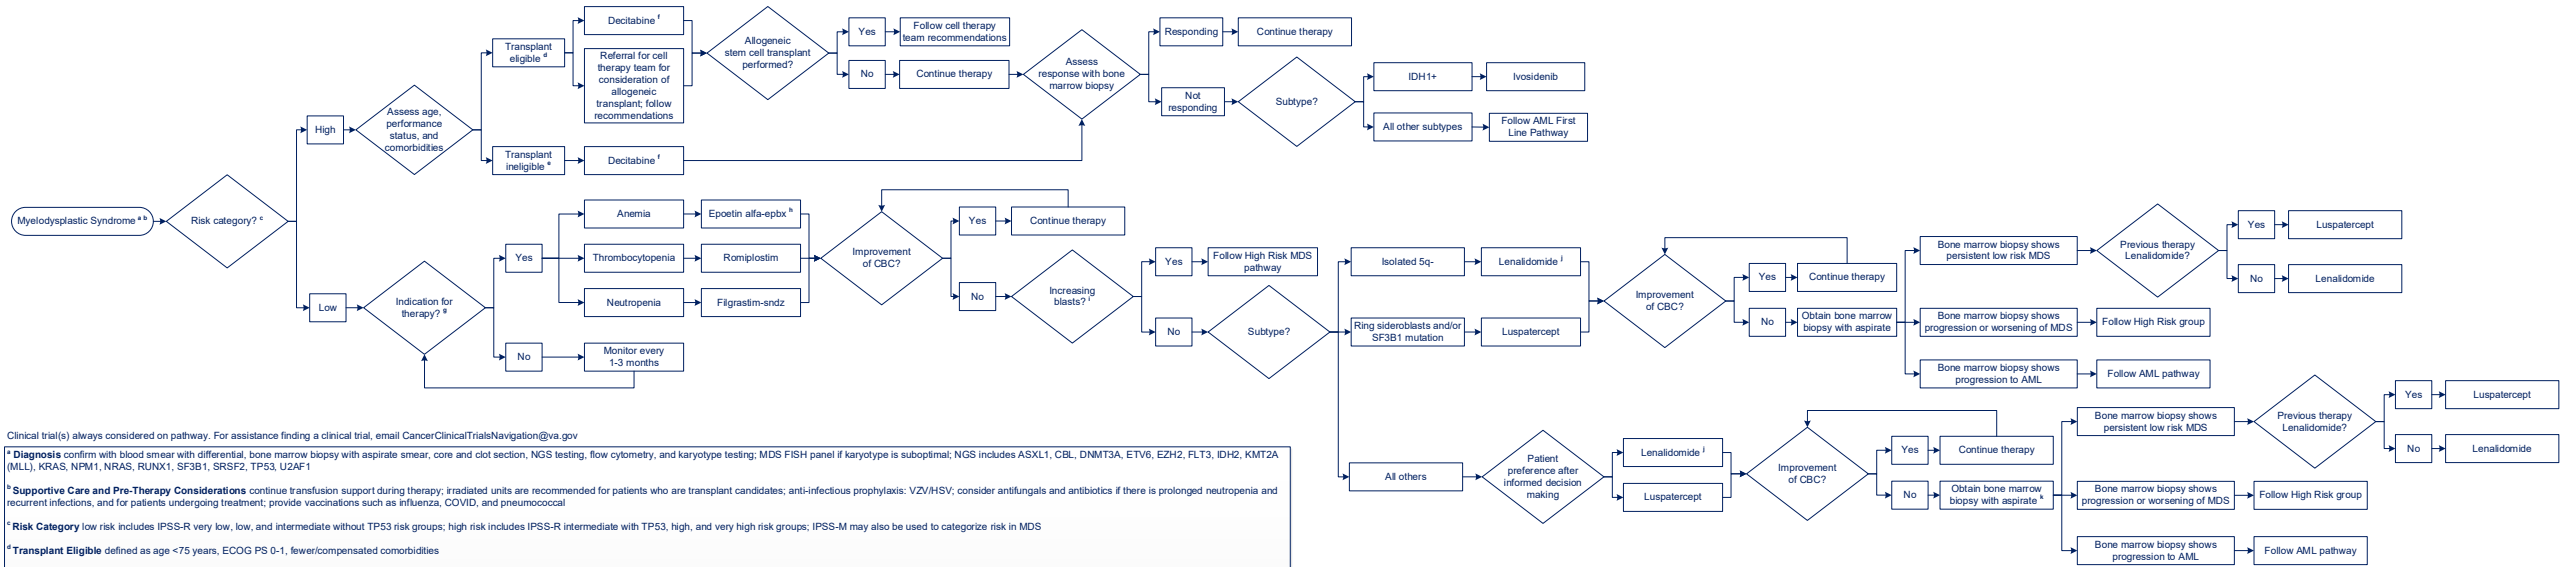 Myelodysplastic Syndrome a b
Risk category? c
High
Assess age,
performance
status, and
comorbidities
Transplant
eligible d
Decitabine f
Referral for cell
therapy team for
consideration of
allogeneic
transplant; follow
recommendations
Allogeneic
stem cell transplant
performed?
Yes
Follow cell therapy
team recommendations
No
Continue therapy
Transplant
ineligible e
Decitabine f
Assess
response with bone
marrow biopsy
Responding
Continue therapy
Not
responding
Subtype?
IDH1+
Ivosidenib
All other subtypes
Follow AML First
Line Pathway
Low
Indication for
therapy? g
Yes
Anemia
Epoetin alfa-epbx h
Thrombocytopenia
Romiplostim
Neutropenia
Filgrastim-sndz
No
Monitor every
1-3 months
Improvement
of CBC?
Yes
Continue therapy
No
Increasing
blasts? i
Yes
Follow High Risk MDS
pathway
No
Subtype?
Isolated 5q-
Lenalidomide j
Ring sideroblasts and/or
SF3B1 mutation
Luspatercept
Improvement
of CBC?
Yes
Continue therapy
No
Obtain bone marrow
biopsy with aspirate
Bone marrow biopsy shows
persistent low risk MDS
Previous therapy
Lenalidomide?
Yes
Luspatercept
No
Lenalidomide
Bone marrow biopsy shows
progression or worsening of MDS
Follow High Risk group
Bone marrow biopsy shows
progression to AML
Follow AML pathway
All others
Patient
preference after
informed decision
making
Lenalidomide j
Luspatercept
Improvement
of CBC?
Yes
Continue therapy
No
Obtain bone marrow
biopsy with aspirate k
Bone marrow biopsy shows
persistent low risk MDS
Previous therapy
Lenalidomide?
Yes
Luspatercept
No
Lenalidomide
Bone marrow biopsy shows
progression or worsening of MDS
Follow High Risk group
Bone marrow biopsy shows
progression to AML
Follow AML pathway
Clinical trial(s) always considered on pathway. For assistance finding a clinical trial, email CancerClinicalTrialsNavigation@va.gov
a Diagnosis confirm with blood smear with differential, bone marrow biopsy with aspirate smear, core and clot section, NGS testing, flow cytometry, and karyotype testing; MDS FISH panel if karyotype is suboptimal; NGS includes ASXL1, CBL, DNMT3A, ETV6, EZH2, FLT3, IDH2, KMT2A
(MLL), KRAS, NPM1, NRAS, RUNX1, SF3B1, SRSF2, TP53, U2AF1
b Supportive Care and Pre-Therapy Considerations continue transfusion support during therapy; irradiated units are recommended for patients who are transplant candidates; anti-infectious prophylaxis: VZV/HSV; consider antifungals and antibiotics if there is prolonged neutropenia and
recurrent infections, and for patients undergoing treatment; provide vaccinations such as influenza, COVID, and pneumococcal
c Risk Category low risk includes IPSS-R very low, low, and intermediate without TP53 risk groups; high risk includes IPSS-R intermediate with TP53, high, and very high risk groups; IPSS-M may also be used to categorize risk in MDS
d Transplant Eligible defined as age <75 years, ECOG PS 0-1, fewer/compensated comorbidities